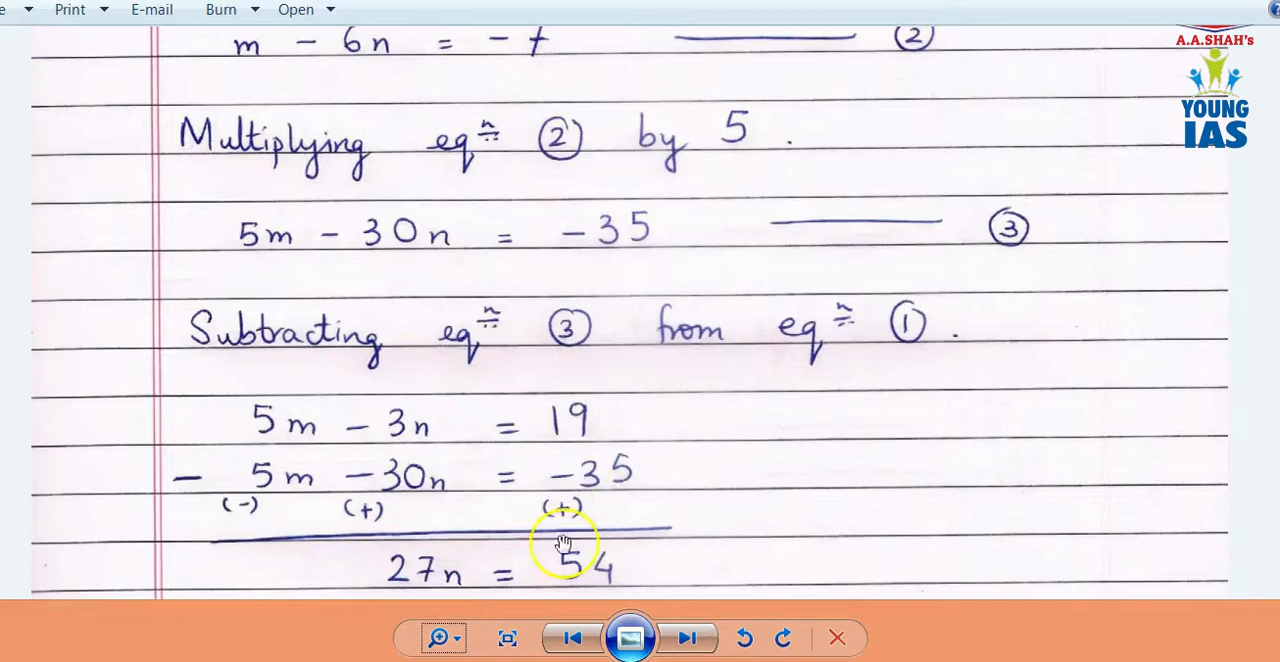 Print E-mail Burn Open
m - 6n = - 7 ② 
A.A.SHAH's
YOUNG
IAS
Multiplying eqⁿ ② by 5 .
5m - 30n = -35 ③
Subtracting eqⁿ ③ from eqⁿ ① .
5m - 3n = 19
- 5m - 30n = -35
(-) (+) (+)
27n = 54